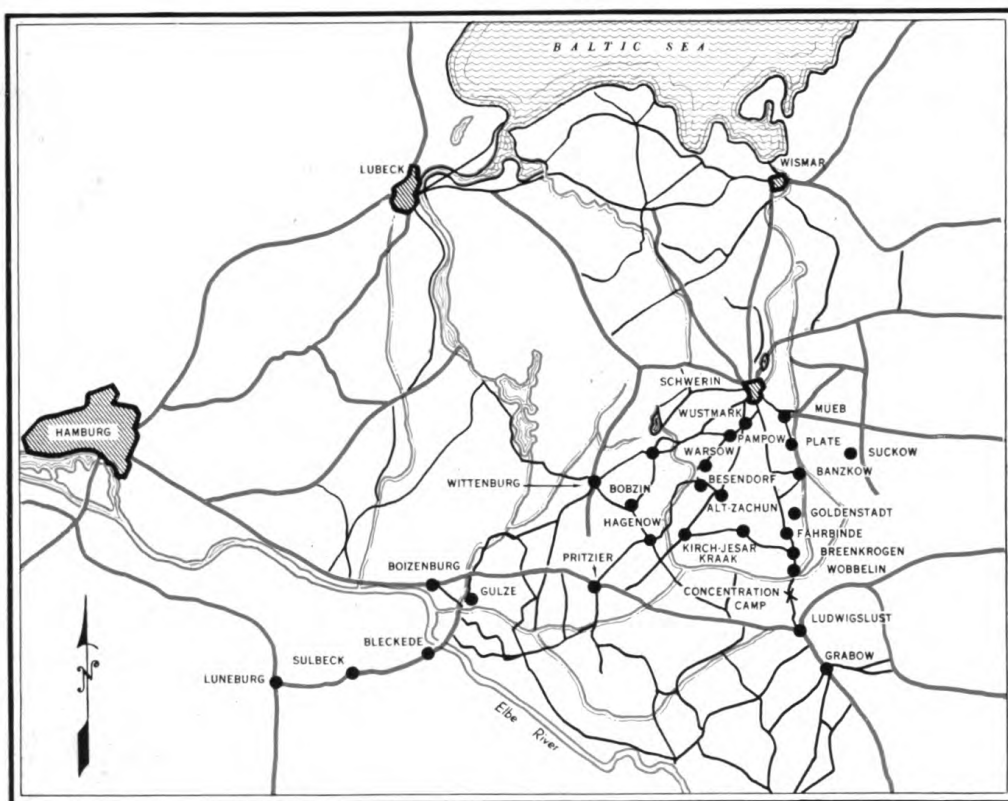 BALTIC SEA
LUBECK
WISMAR
SCHWERIN
MUEB
WUSTMARK
HAMBURG
PAMPOW
PLATE
SUCKOW
WARSOW
BANZKOW
WITTENBURG
BESENDORF
BOBZIN
ALT-ZACHUN
GOLDENSTADT
HAGENOW
FAHRBINDE
KIRCH-JESAR
BREENKROGEN
KRAAK
BOIZENBURG
PRITZIER
WOBBELIN
GULZE
CONCENTRATION
CAMP
LUDWIGSLUST
BLECKEDE
GRABOW
SULBECK
LUNEBURG
N
Elbe
River